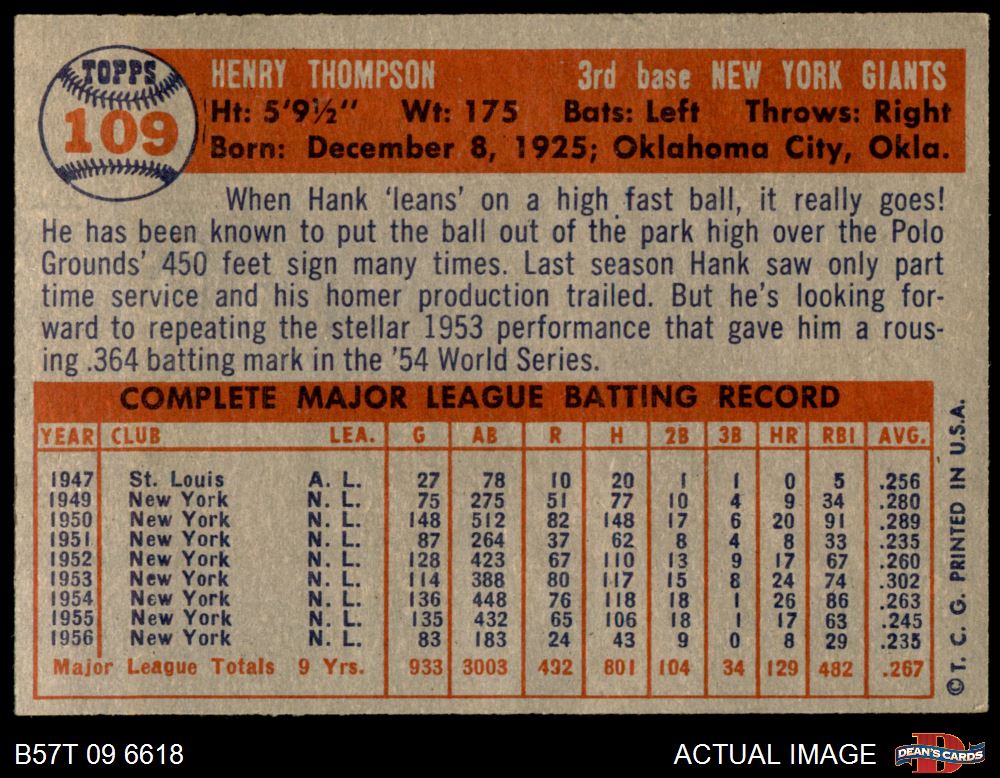 TOPPS
109
HENRY THOMPSON 3rd base NEW YORK GIANTS
Ht: 5'9½" Wt: 175 Bats: Left Throws: Right
Born: December 8, 1925; Oklahoma City, Okla.
When Hank 'leans' on a high fast ball, it really goes!
He has been known to put the ball out of the park high over the Polo
Grounds' 450 feet sign many times. Last season Hank saw only part
time service and his homer production trailed. But he's looking for-
ward to repeating the stellar 1953 performance that gave him a rous-
ing .364 batting mark in the '54 World Series.
COMPLETE MAJOR LEAGUE BATTING RECORD
YEAR CLUB LEA. G AB R H 2B 3B HR RBI AVG.
1947 St. Louis A. L. 27 78 10 20 1 1 0 5 .256
1949 New York N. L. 75 275 51 77 10 4 9 34 .280
1950 New York N. L. 148 512 82 148 17 6 20 91 .289
1951 New York N. L. 87 264 37 62 8 4 8 33 .235
1952 New York N. L. 128 423 67 110 13 9 17 67 .260
1953 New York N. L. 114 388 80 117 15 8 24 74 .302
1954 New York N. L. 136 448 76 118 18 1 26 86 .263
1955 New York N. L. 135 432 65 106 18 1 17 63 .245
1956 New York N. L. 83 183 24 43 9 0 8 29 .235
Major League Totals 9 Yrs. 933 3003 492 801 104 34 129 482 .267
©T. C. G. PRINTED IN U.S.A.
B57T 09 6618
ACTUAL IMAGE
DEAN'S CARDS